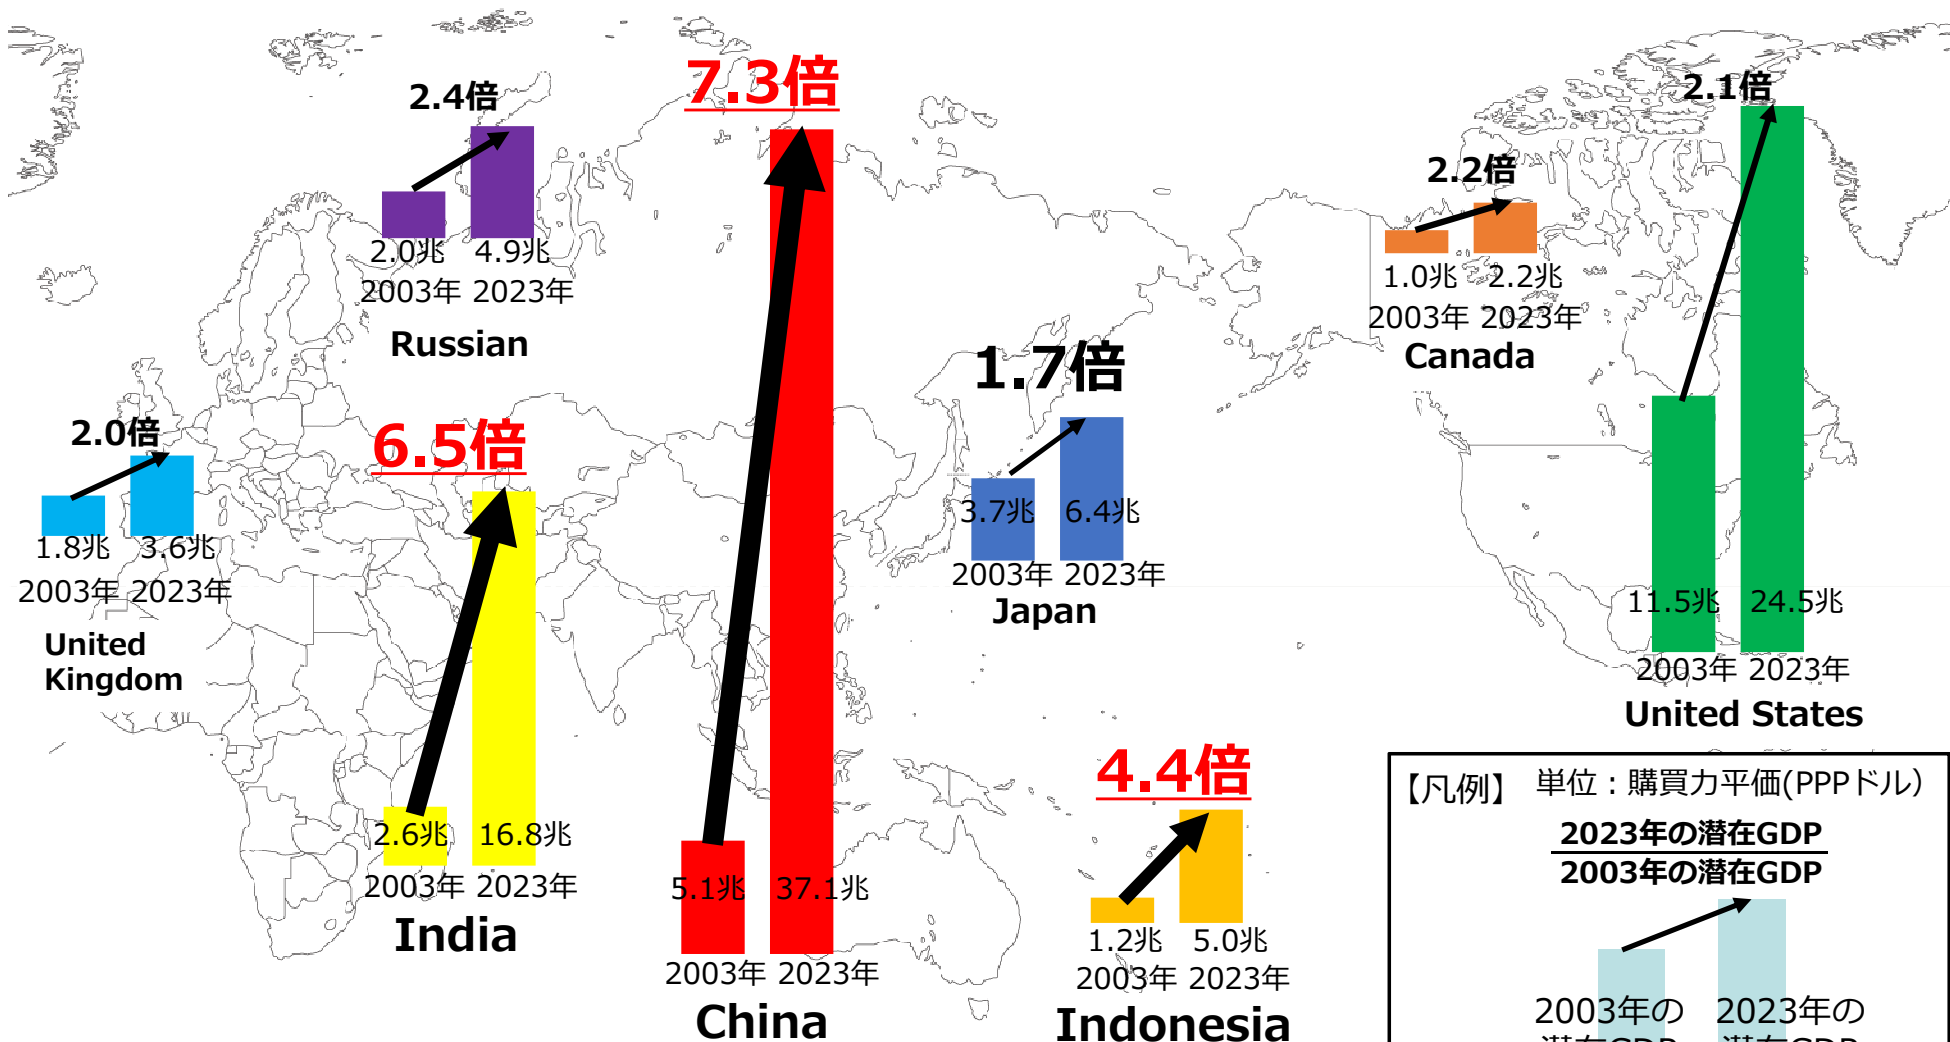 2.4倍
2.0兆 4.9兆
2003年 2023年
Russian
7.3倍
5.1兆 37.1兆
2003年 2023年
China
2.1倍
11.5兆 24.5兆
2003年 2023年
United States
2.2倍
1.0兆 2.2兆
2003年 2023年
Canada
2.0倍
1.8兆 3.6兆
2003年 2023年
United
Kingdom
6.5倍
2.6兆 16.8兆
2003年 2023年
India
1.7倍
3.7兆 6.4兆
2003年 2023年
Japan
4.4倍
1.2兆 5.0兆
2003年 2023年
Indonesia
【凡例】 単位：購買力平価(PPPドル）
2023年の潜在GDP
2003年の潜在GDP
2003年の 2023年の
潜在GDP 潜在GDP